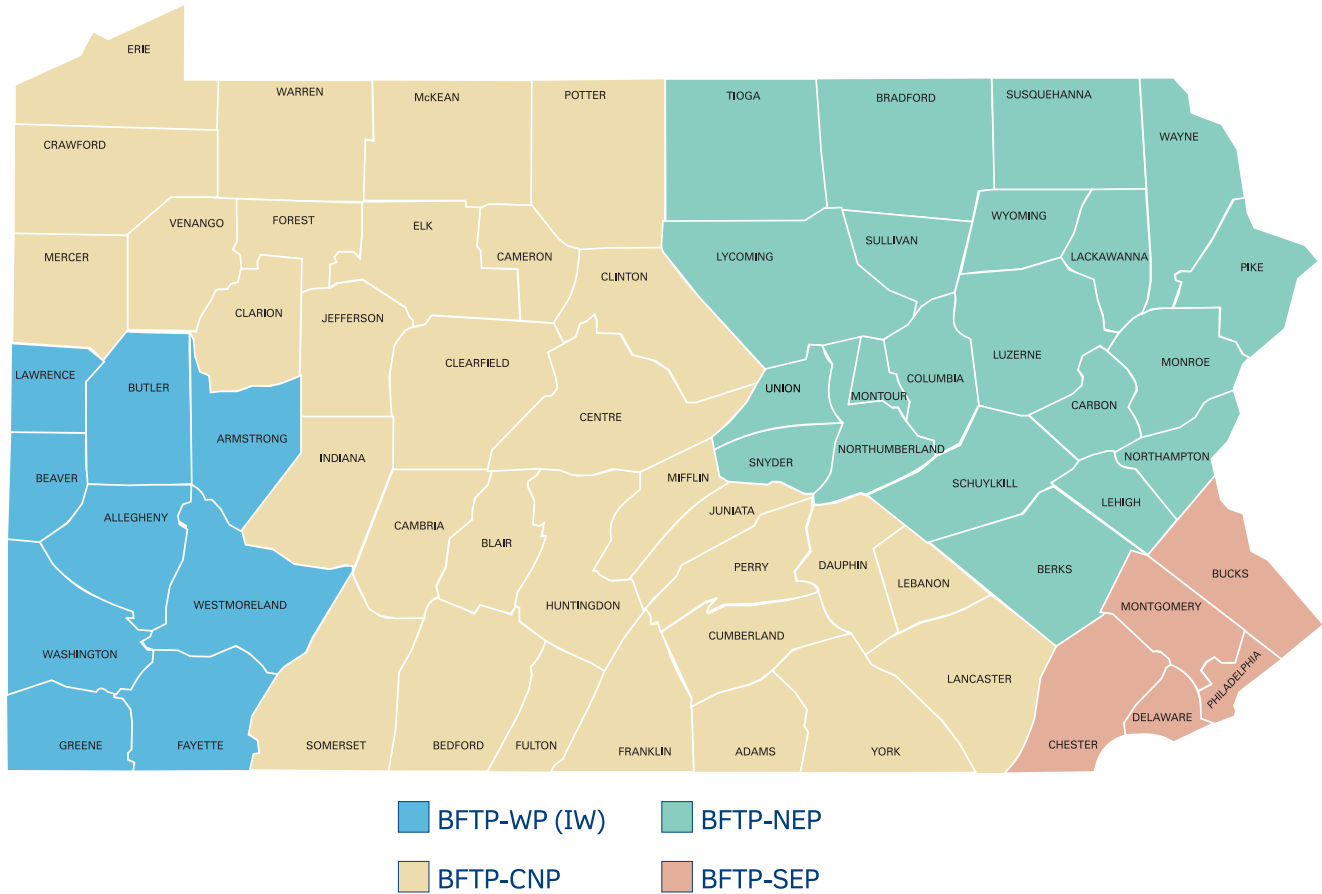 ERIE
WARREN
McKEAN
POTTER
TIOGA
BRADFORD
SUSQUEHANNA
WAYNE
CRAWFORD
VENANGO
FOREST
ELK
CAMERON
CLINTON
LYCOMING
SULLIVAN
WYOMING
LACKAWANNA
PIKE
MERCER
CLARION
JEFFERSON
CLEARFIELD
CENTRE
UNION
MONTOUR
COLUMBIA
LUZERNE
CARBON
MONROE
LAWRENCE
BUTLER
ARMSTRONG
INDIANA
SNYDER
NORTHUMBERLAND
SCHUYLKILL
NORTHAMPTON
LEHIGH
BEAVER
ALLEGHENY
CAMBRIA
BLAIR
MIFFLIN
JUNIATA
PERRY
DAUPHIN
LEBANON
BERKS
BUCKS
MONTGOMERY
WESTMORELAND
HUNTINGDON
CUMBERLAND
WASHINGTON
LANCASTER
PHILADELPHIA
DELAWARE
GREENE
FAYETTE
SOMERSET
BEDFORD
FULTON
FRANKLIN
ADAMS
YORK
CHESTER
BFTP-WP (IW)
BFTP-NEP
BFTP-CNP
BFTP-SEP